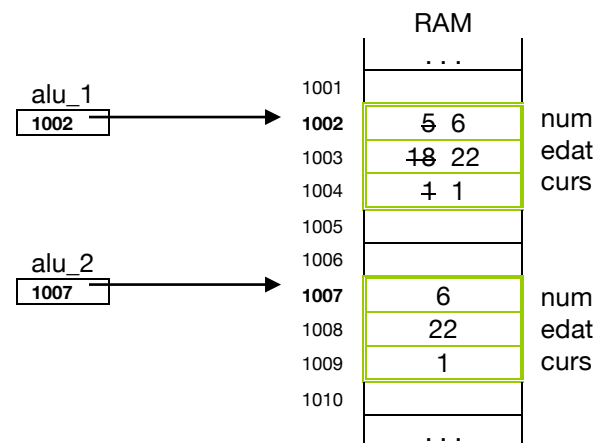 RAM
. . .
1001
alu_1
1002
1002 5 6 num
1003 18 22 edat
1004 1 1 curs
1005
1006
alu_2
1007
1007 6 num
1008 22 edat
1009 1 curs
1010
. . .